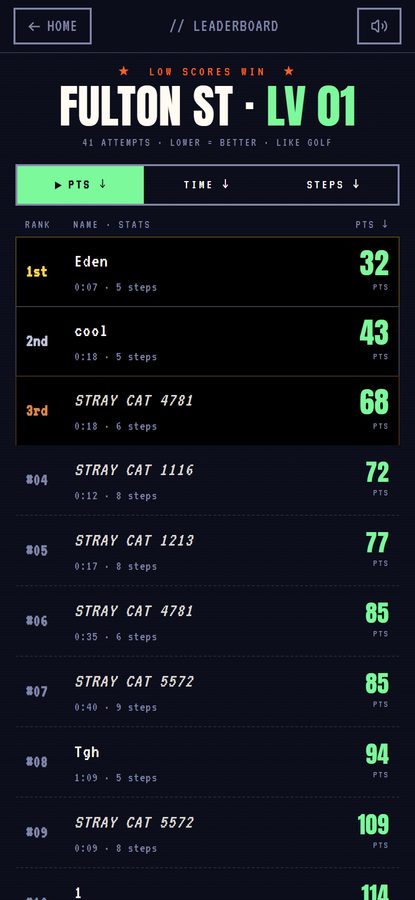 ← HOME
// LEADERBOARD
★ LOW SCORES WIN ★
FULTON ST · LV 01
41 ATTEMPTS · LOWER = BETTER · LIKE GOLF
▶ PTS ↓ TIME ↓ STEPS ↓
RANK NAME · STATS PTS ↓
1st Eden 32
0:07 · 5 steps PTS
2nd cool 43
0:18 · 5 steps PTS
3rd STRAY CAT 4781 68
0:18 · 6 steps PTS
#04 STRAY CAT 1116 72
0:12 · 8 steps PTS
#05 STRAY CAT 1213 77
0:17 · 8 steps PTS
#06 STRAY CAT 4781 85
0:35 · 6 steps PTS
#07 STRAY CAT 5572 85
0:40 · 9 steps PTS
#08 Tgh 94
1:09 · 5 steps PTS
#09 STRAY CAT 5572 109
0:09 · 8 steps PTS
1 114